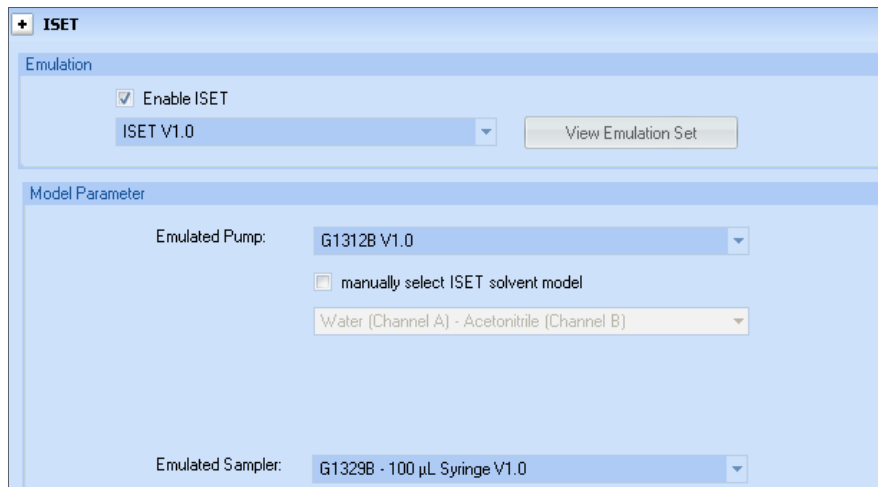 ISET
Emulation
Enable ISET
ISET V1.0
View Emulation Set
Model Parameter
Emulated Pump: G1312B V1.0
manually select ISET solvent model
Water (Channel A) - Acetonitrile (Channel B)
Emulated Sampler: G1329B - 100 µL Syringe V1.0